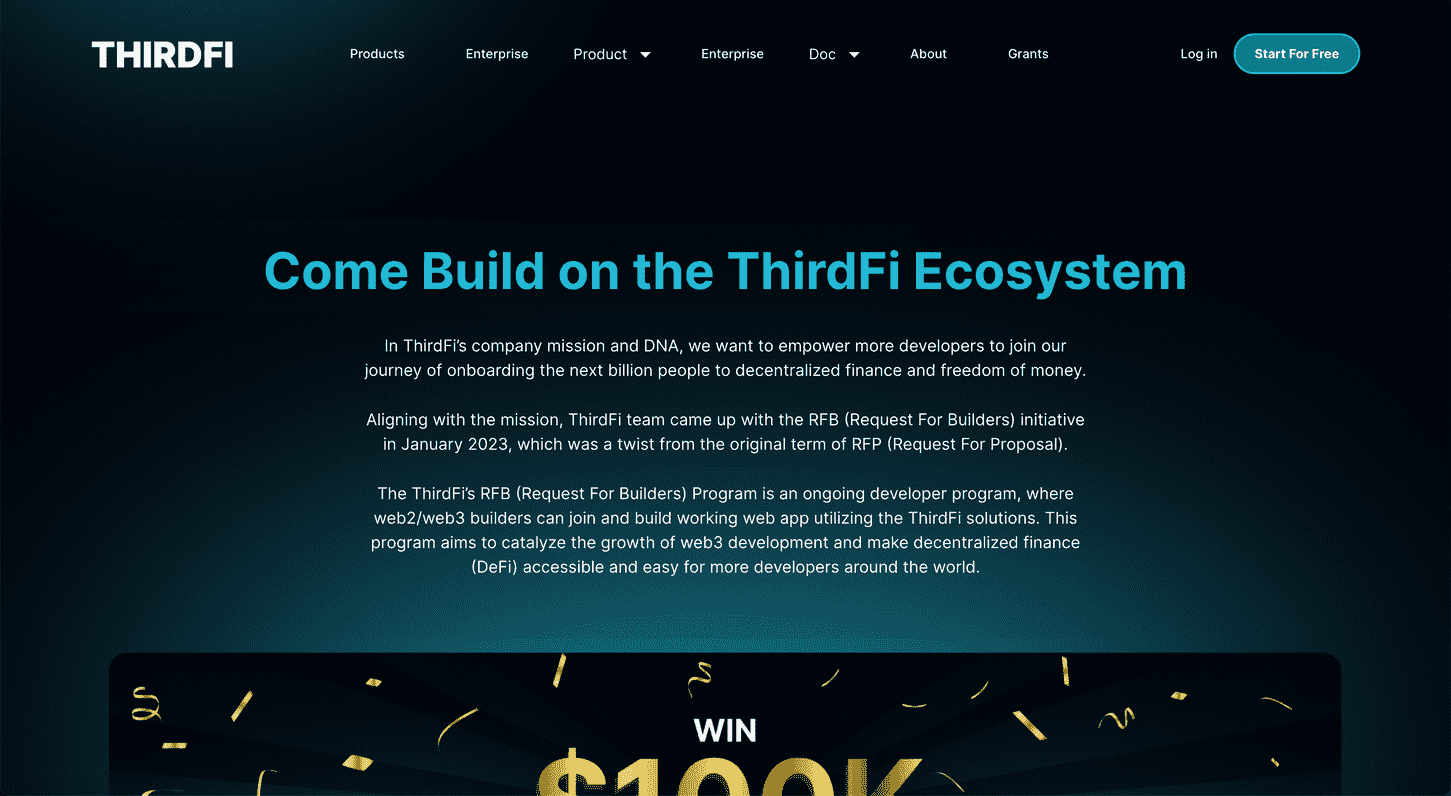 THIRDFI
Products
Enterprise
Product
Enterprise
Doc
About
Grants
Log in
Start For Free
Come Build on the ThirdFi Ecosystem
In ThirdFi’s company mission and DNA, we want to empower more developers to join our
journey of onboarding the next billion people to decentralized finance and freedom of money.
Aligning with the mission, ThirdFi team came up with the RFB (Request For Builders) initiative
in January 2023, which was a twist from the original term of RFP (Request For Proposal).
The ThirdFi’s RFB (Request For Builders) Program is an ongoing developer program, where
web2/web3 builders can join and build working web app utilizing the ThirdFi solutions. This
program aims to catalyze the growth of web3 development and make decentralized finance
(DeFi) accessible and easy for more developers around the world.
WIN
$100K